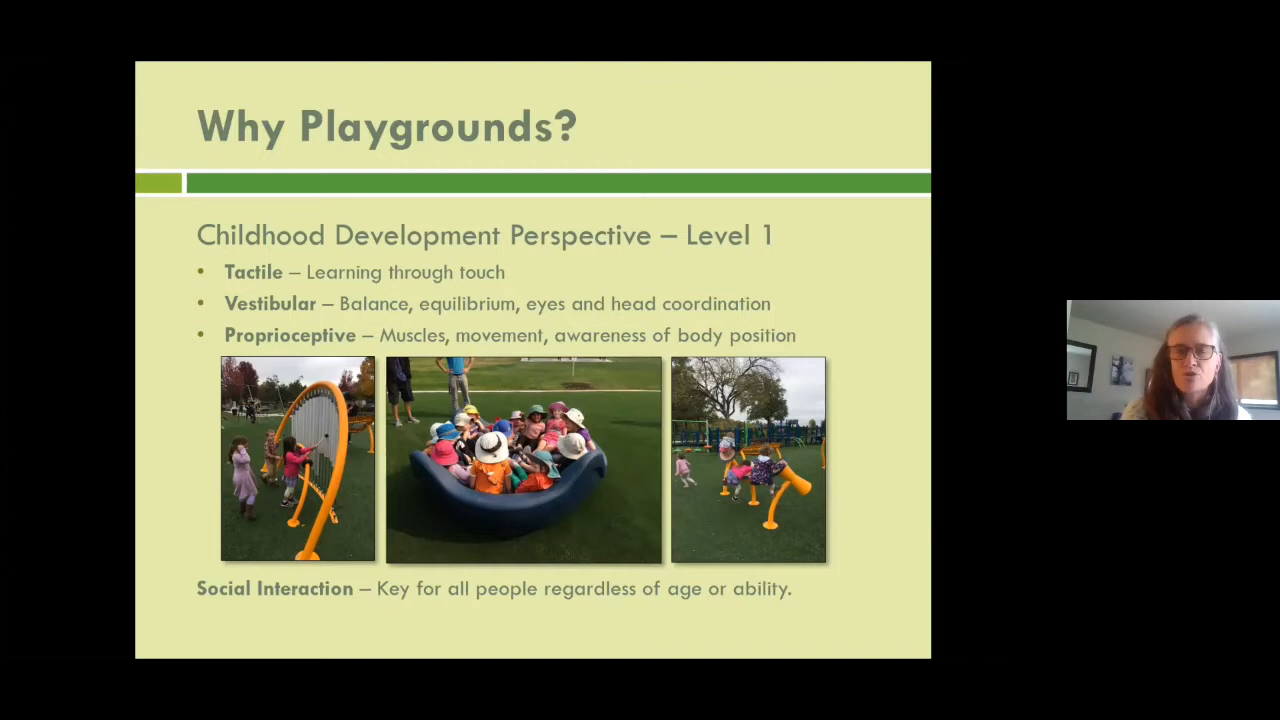 Why Playgrounds?
Childhood Development Perspective – Level 1
• Tactile – Learning through touch
• Vestibular – Balance, equilibrium, eyes and head coordination
• Proprioceptive – Muscles, movement, awareness of body position
Social Interaction – Key for all people regardless of age or ability.